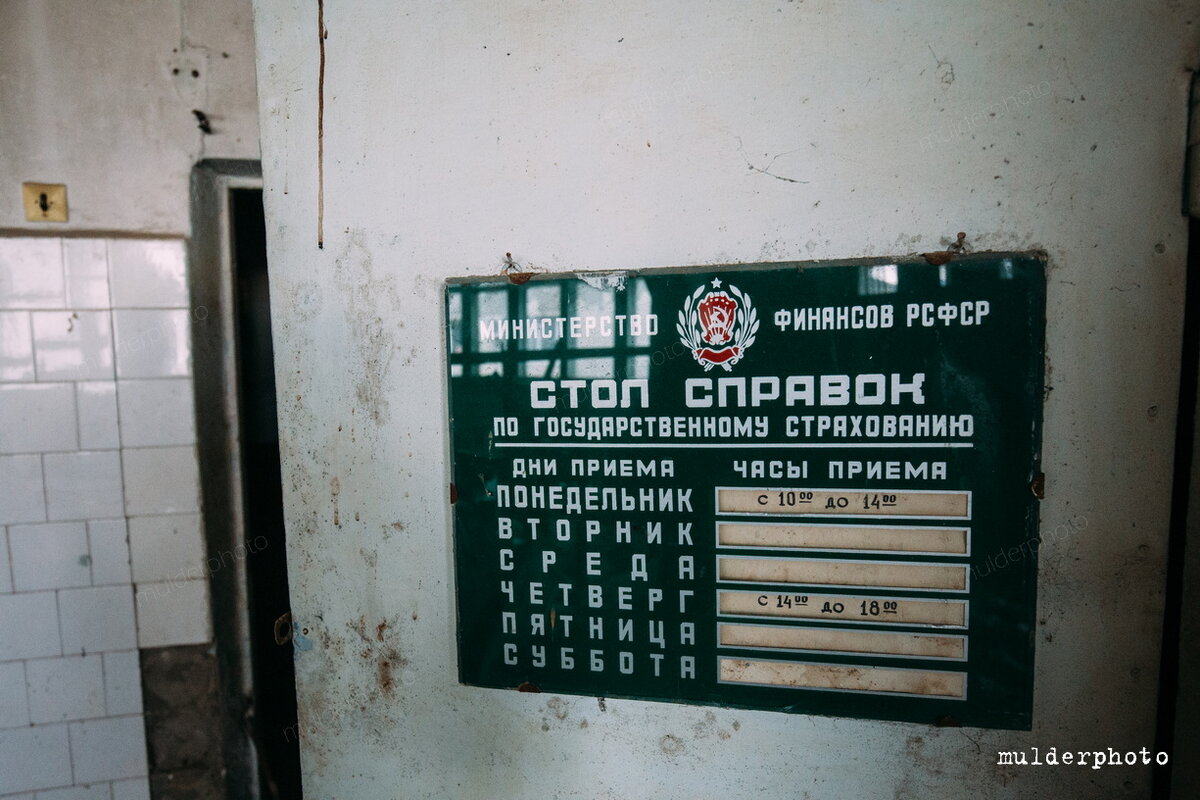 МИНИСТЕРСТВО ФИНАНСОВ РСФСР
СТОЛ СПРАВОК
ПО ГОСУДАРСТВЕННОМУ СТРАХОВАНИЮ
ДНИ ПРИЕМА ЧАСЫ ПРИЕМА
ПОНЕДЕЛЬНИК С 10⁰⁰ ДО 14⁰⁰
ВТОРНИК
СРЕДА
ЧЕТВЕРГ С 14⁰⁰ ДО 18⁰⁰
ПЯТНИЦА
СУББОТА
mulderphoto